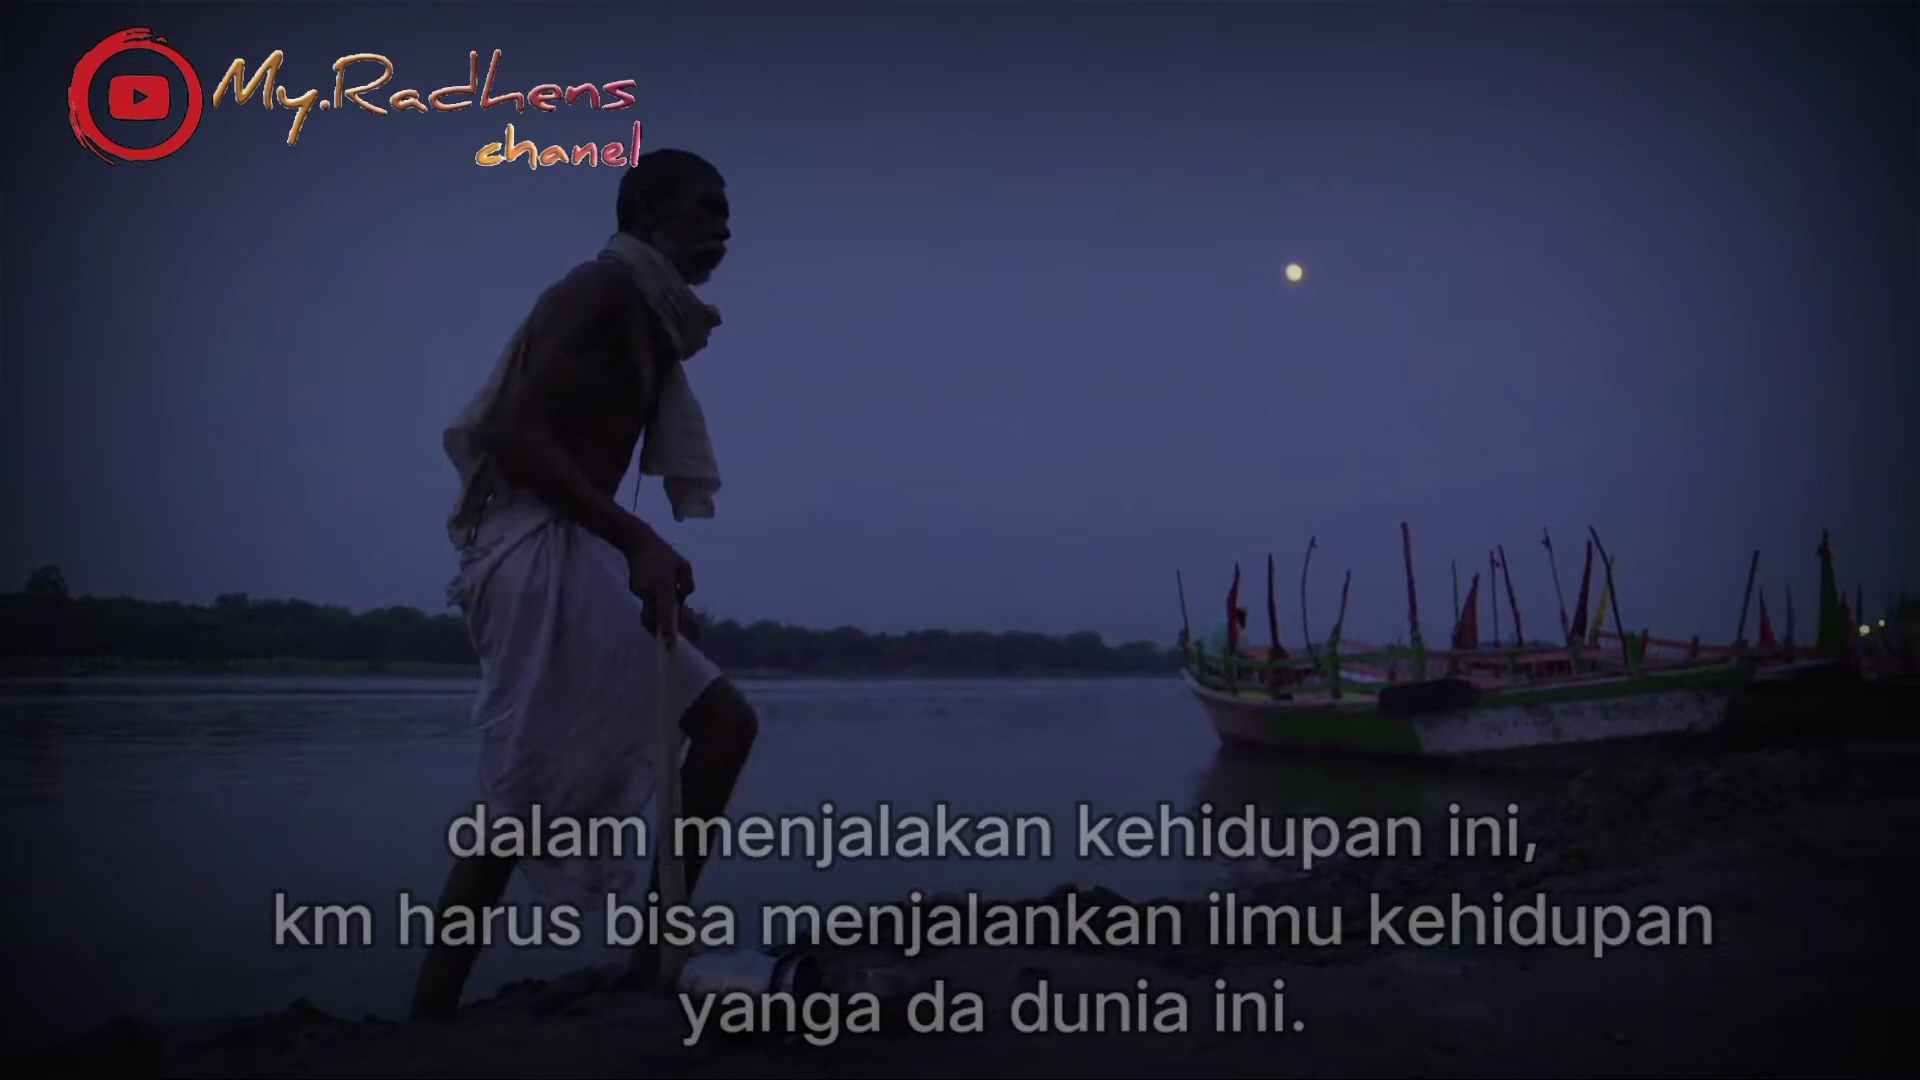 My.Radhens
chanel
dalam menjalakan kehidupan ini,
km harus bisa menjalankan ilmu kehidupan
yanga da dunia ini.